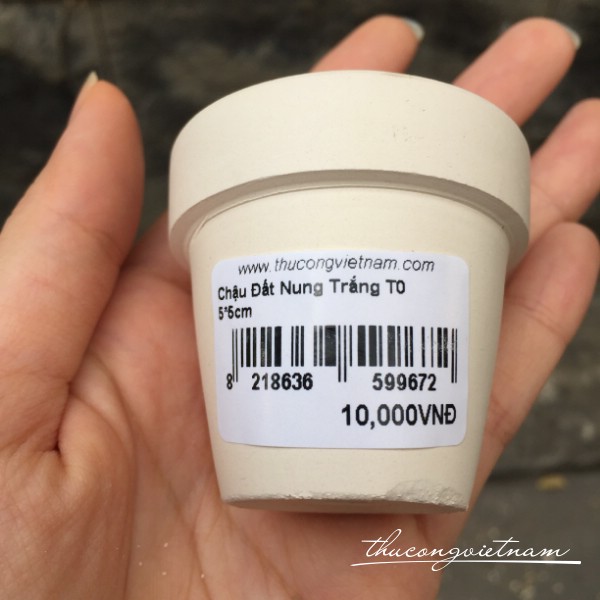 www.thucongvietnam.com
Chậu Đất Nung Trắng T0
5*5cm
8 218636 599672
10,000VNĐ
thucongvietnam